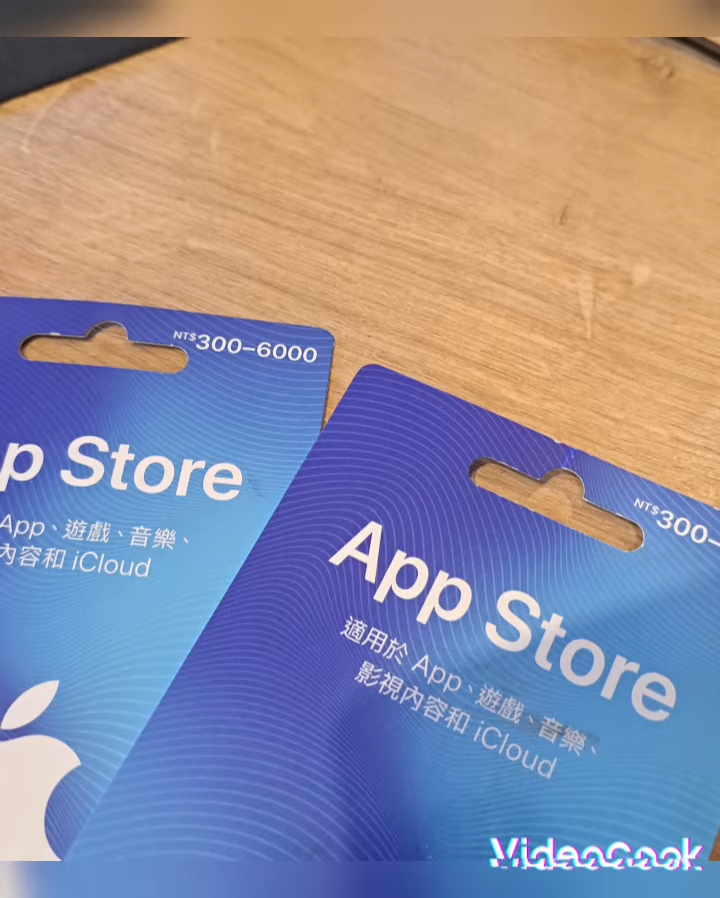 NT$300–6000
p Store
App、遊戲、音樂、
內容和 iCloud
NT$300–
App Store
適用於 App、遊戲、音樂、
影視內容和 iCloud
VideoCook